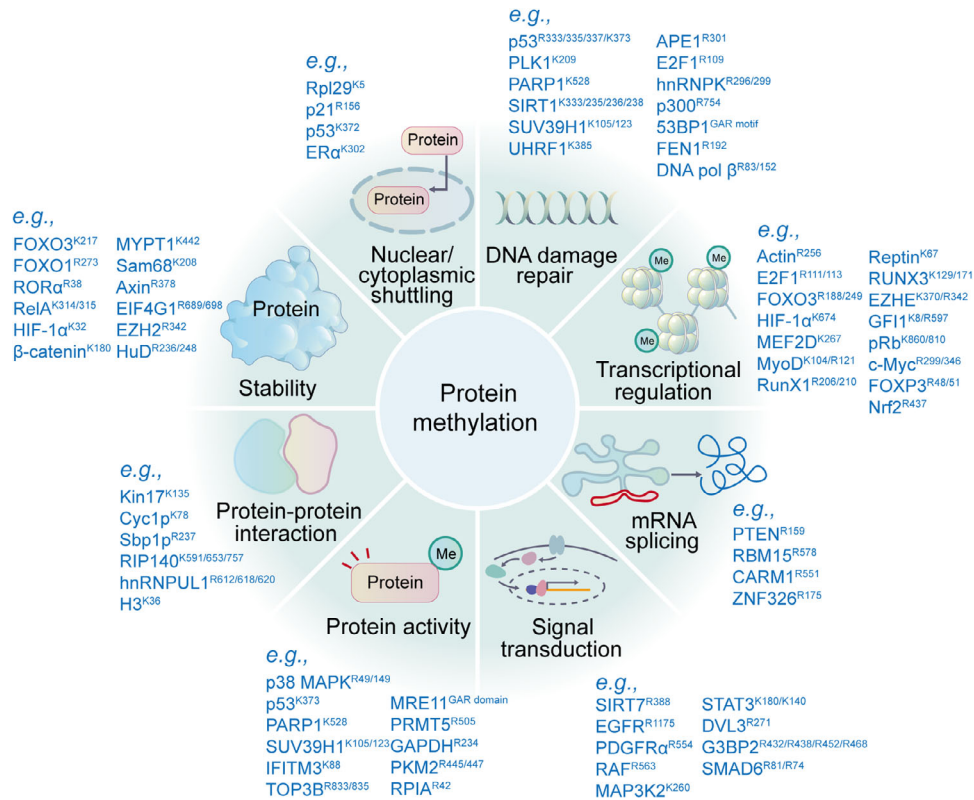 e.g.,
Rpl29K5
p21R156
p53K372
ERαK302
Protein
Protein
Nuclear/
cytoplasmic
shuttling
e.g.,
p53R333/335/337/K373
PLK1K209
PARP1K528
SIRT1K333/235/236/238
SUV39H1K105/123
UHRF1K385
APE1R301
E2F1R109
hnRNPKR296/299
p300R754
53BP1GAR motif
FEN1R192
DNA pol βR83/152
DNA damage
repair
Me
Me
Me
Transcriptional
regulation
e.g.,
ActinR256
E2F1R111/113
FOXO3R188/249
HIF-1αK674
MEF2DK267
MyoDK104/R121
RunX1R206/210
ReptinK67
RUNX3K129/171
EZHEK370/R342
GFI1K8/R597
pRbK860/810
c-MycR299/346
FOXP3R48/51
Nrf2R437
e.g.,
FOXO3K217
FOXO1R273
RORαR38
RelAK314/315
HIF-1αK32
β-cateninK180
MYPT1K442
Sam68K208
AxinR378
EIF4G1R689/698
EZH2R342
HuDR236/248
Protein
Stability
Protein
methylation
mRNA
splicing
e.g.,
PTENR159
RBM15R578
CARM1R551
ZNF326R175
e.g.,
Kin17K135
Cyc1pK78
Sbp1pR237
RIP140K591/653/757
hnRNPUL1R612/618/620
H3K36
Protein-protein
interaction
Me
Protein
Protein activity
e.g.,
p38 MAPKR49/149
p53K373
PARP1K528
SUV39H1K105/123
IFITM3K88
TOP3BR833/835
MRE11GAR domain
PRMT5R505
GAPDHR234
PKM2R445/447
RPIAR42
Signal
transduction
e.g.,
SIRT7R388
EGFRR1175
PDGFRαR554
RAFR563
MAP3K2K260
STAT3K180/K140
DVL3R271
G3BP2R432/R438/R452/R468
SMAD6R81/R74